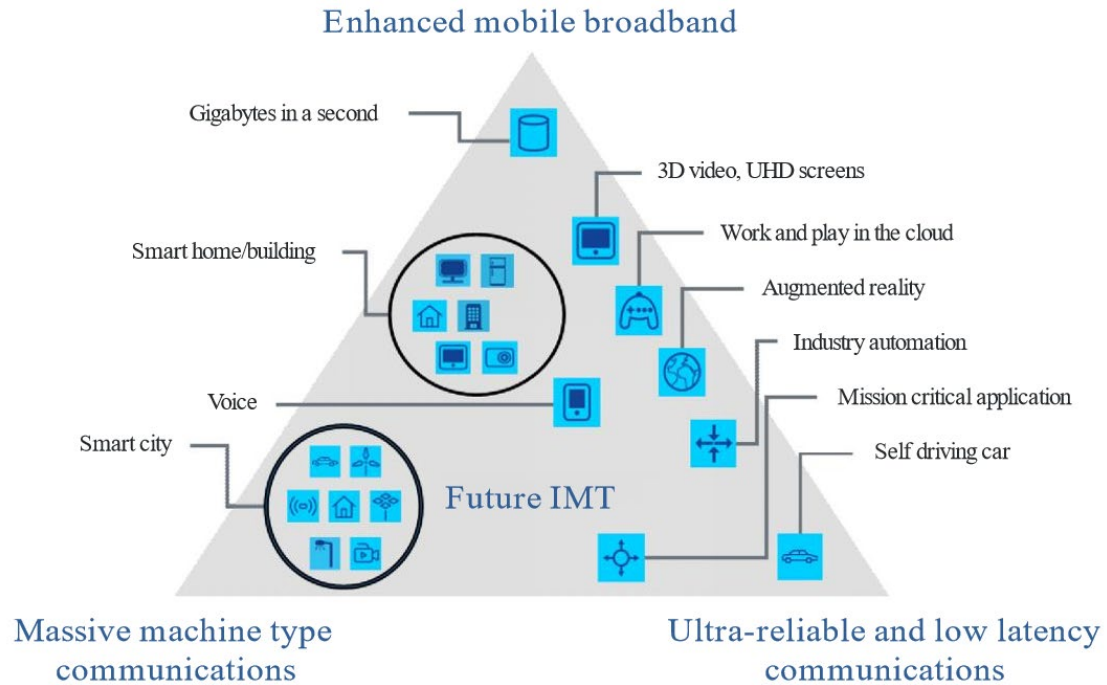 Enhanced mobile broadband
Gigabytes in a second
3D video, UHD screens
Work and play in the cloud
Smart home/building
Augmented reality
Industry automation
Voice
Mission critical application
Smart city
Self driving car
Future IMT
Massive machine type
communications
Ultra-reliable and low latency
communications